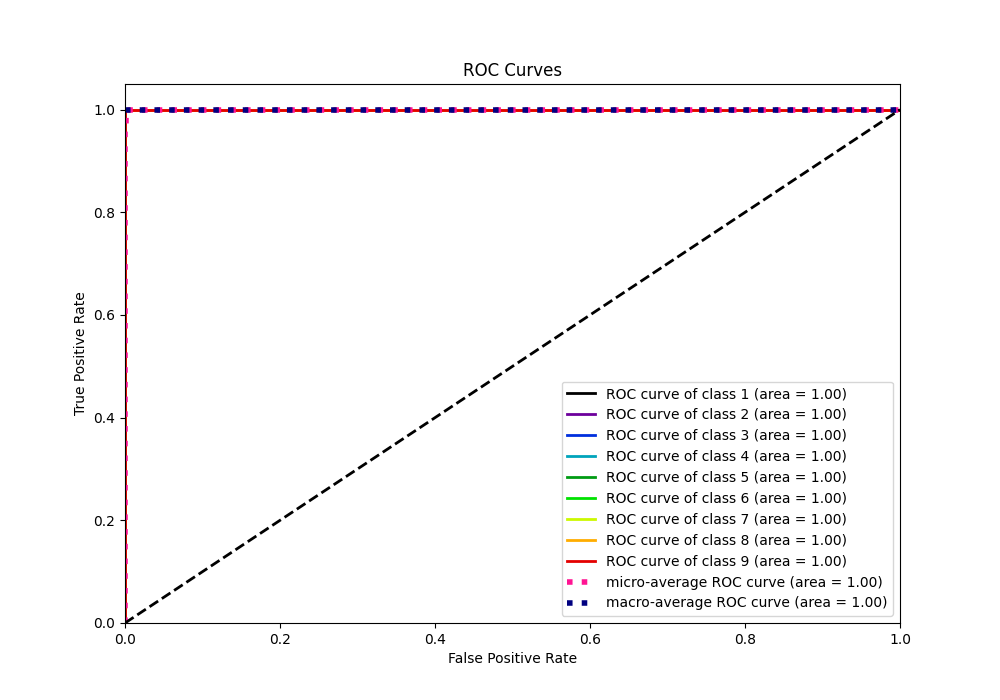 ROC Curves
1.0
0.8
0.6
0.4
0.2
0.0
True Positive Rate
0.0 0.2 0.4 0.6 0.8 1.0
False Positive Rate
ROC curve of class 1 (area = 1.00)
ROC curve of class 2 (area = 1.00)
ROC curve of class 3 (area = 1.00)
ROC curve of class 4 (area = 1.00)
ROC curve of class 5 (area = 1.00)
ROC curve of class 6 (area = 1.00)
ROC curve of class 7 (area = 1.00)
ROC curve of class 8 (area = 1.00)
ROC curve of class 9 (area = 1.00)
micro-average ROC curve (area = 1.00)
macro-average ROC curve (area = 1.00)